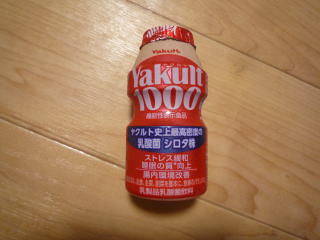 Yakult
Yakult
1000
機能性表示食品
ヤクルト史上最高密度の
乳酸菌 シロタ株
ストレス緩和
睡眠の質向上
腸内環境改善
乳製品乳酸菌飲料